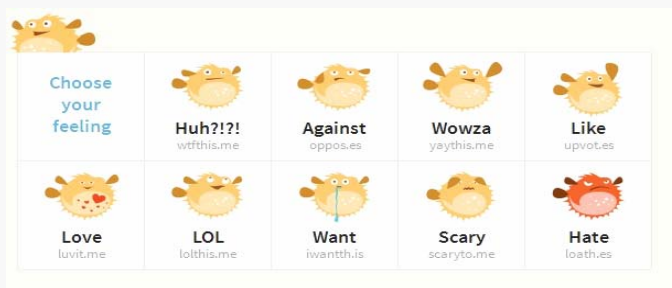 Choose
your
feeling
Huh?!?!
wtfthis.me
Against
oppos.es
Wowza
yaythis.me
Like
upvot.es
Love
luvit.me
LOL
lolthis.me
Want
iwantth.is
Scary
scaryto.me
Hate
loath.es